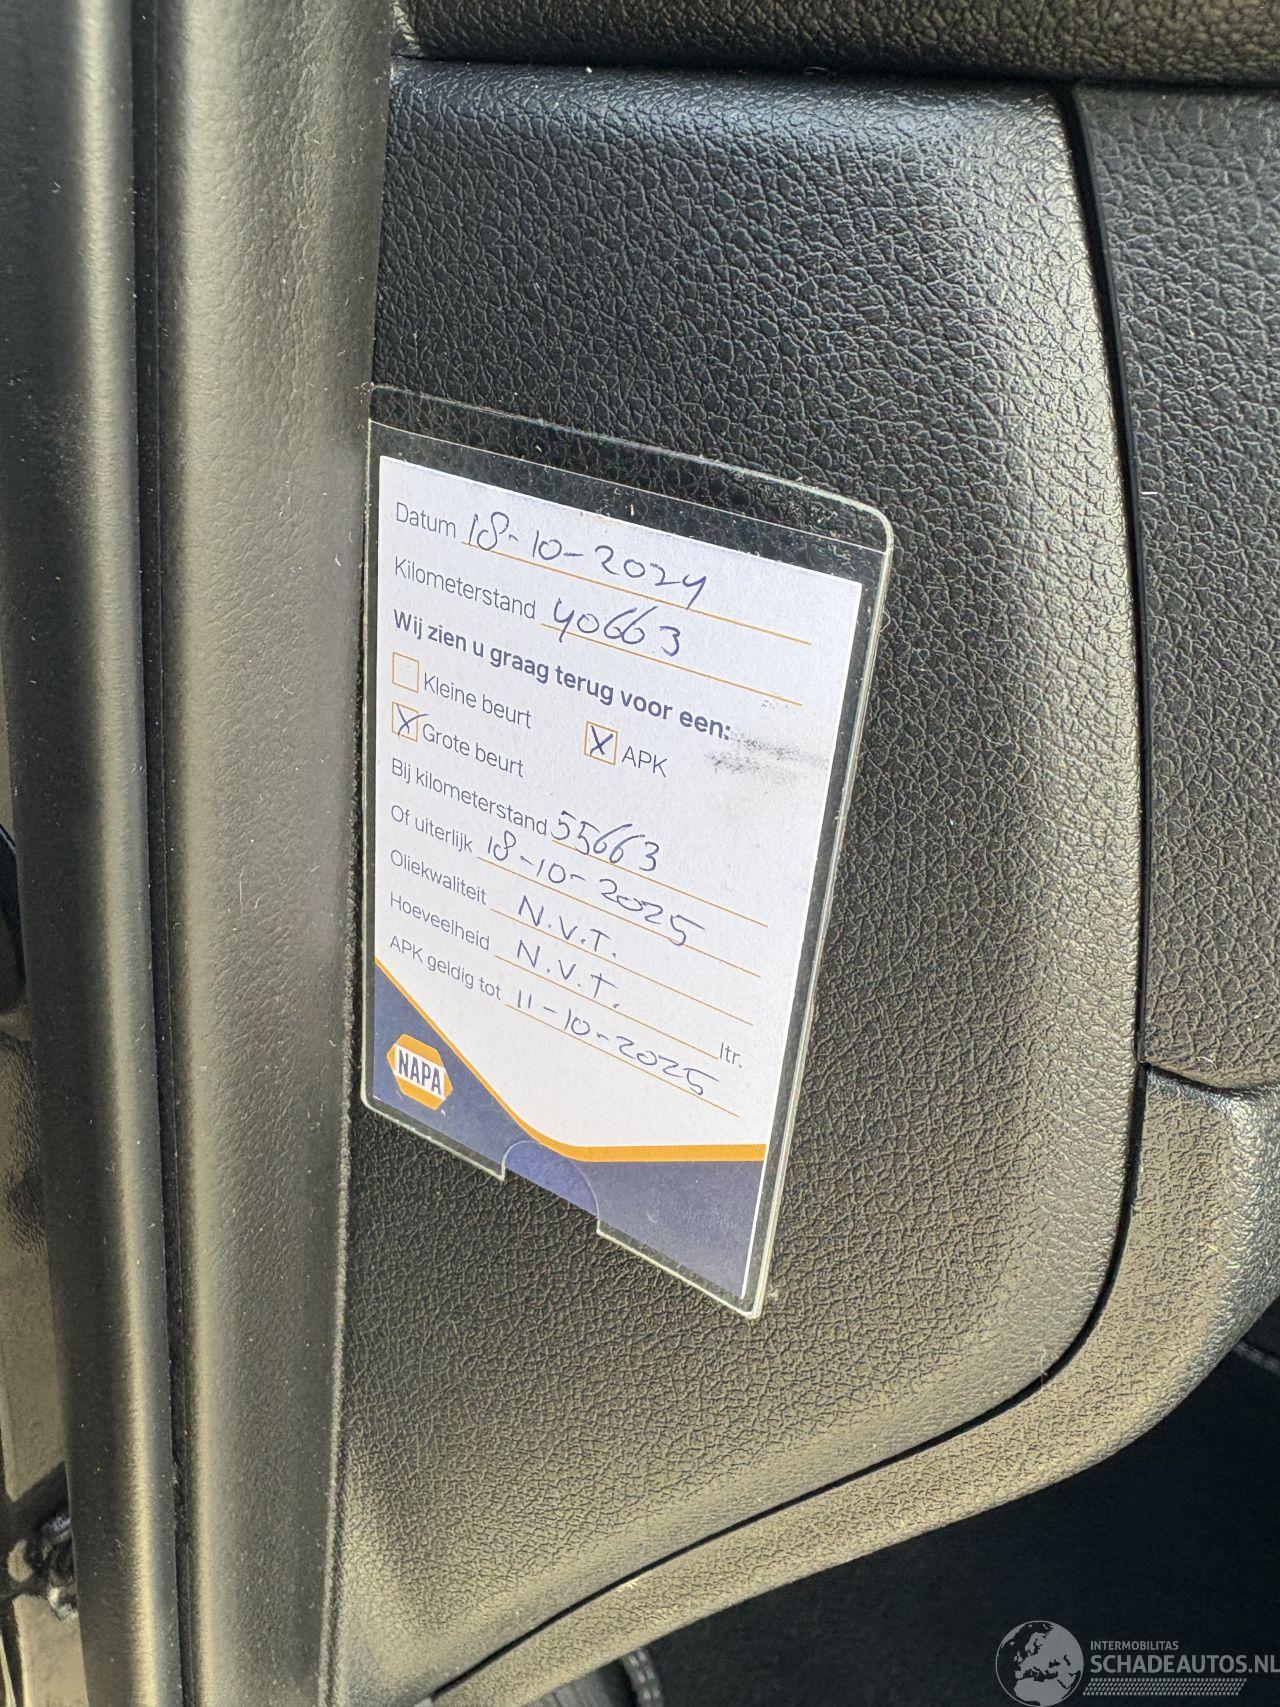 Datum 18-10-2024
Kilometerstand 40663
Wij zien u graag terug voor een:
Kleine beurt
X Grote beurt X APK
Bij kilometerstand 55663
Of uiterlijk 18-10-2025
Oliekwaliteit N.V.T.
Hoeveelheid N.V.T. ltr.
APK geldig tot 11-10-2025
NAPA
INTERMOBILITAS
SCHADEAUTOS.NL